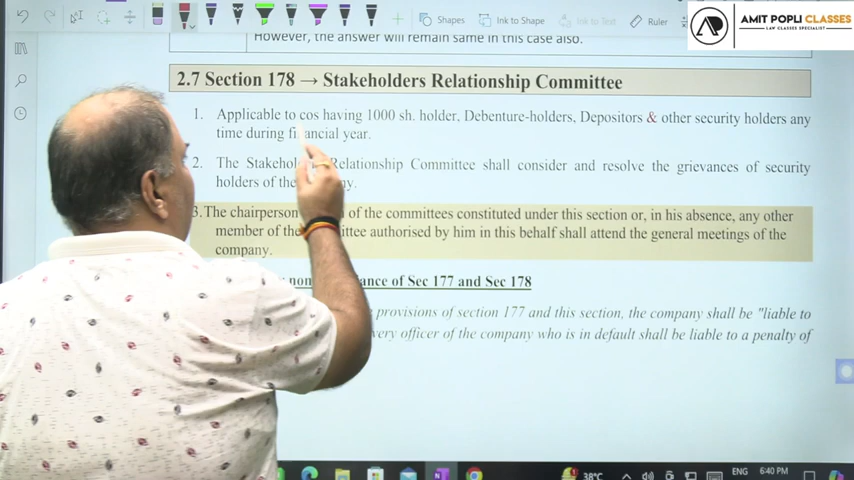 Shapes Ink to Shape Ink to Text Ruler
AMIT POPLI CLASSES
LAW CLASSES SPECIALIST
However, the answer will remain same in this case also.
2.7 Section 178 → Stakeholders Relationship Committee
1. Applicable to cos having 1000 sh. holder, Debenture-holders, Depositors & other security holders any
time during financial year.
2. The Relationship Committee shall consider and resolve the grievances of security
holders of the
3. The chairperson of the committees constituted under this section or, in his absence, any other
member of the authorised by him in this behalf shall attend the general meetings of the
company.
of Sec 177 and Sec 178
provisions of section 177 and this section, the company shall be "liable to
officer of the company who is in default shall be liable to a penalty of
38°C ENG 6:40 PM